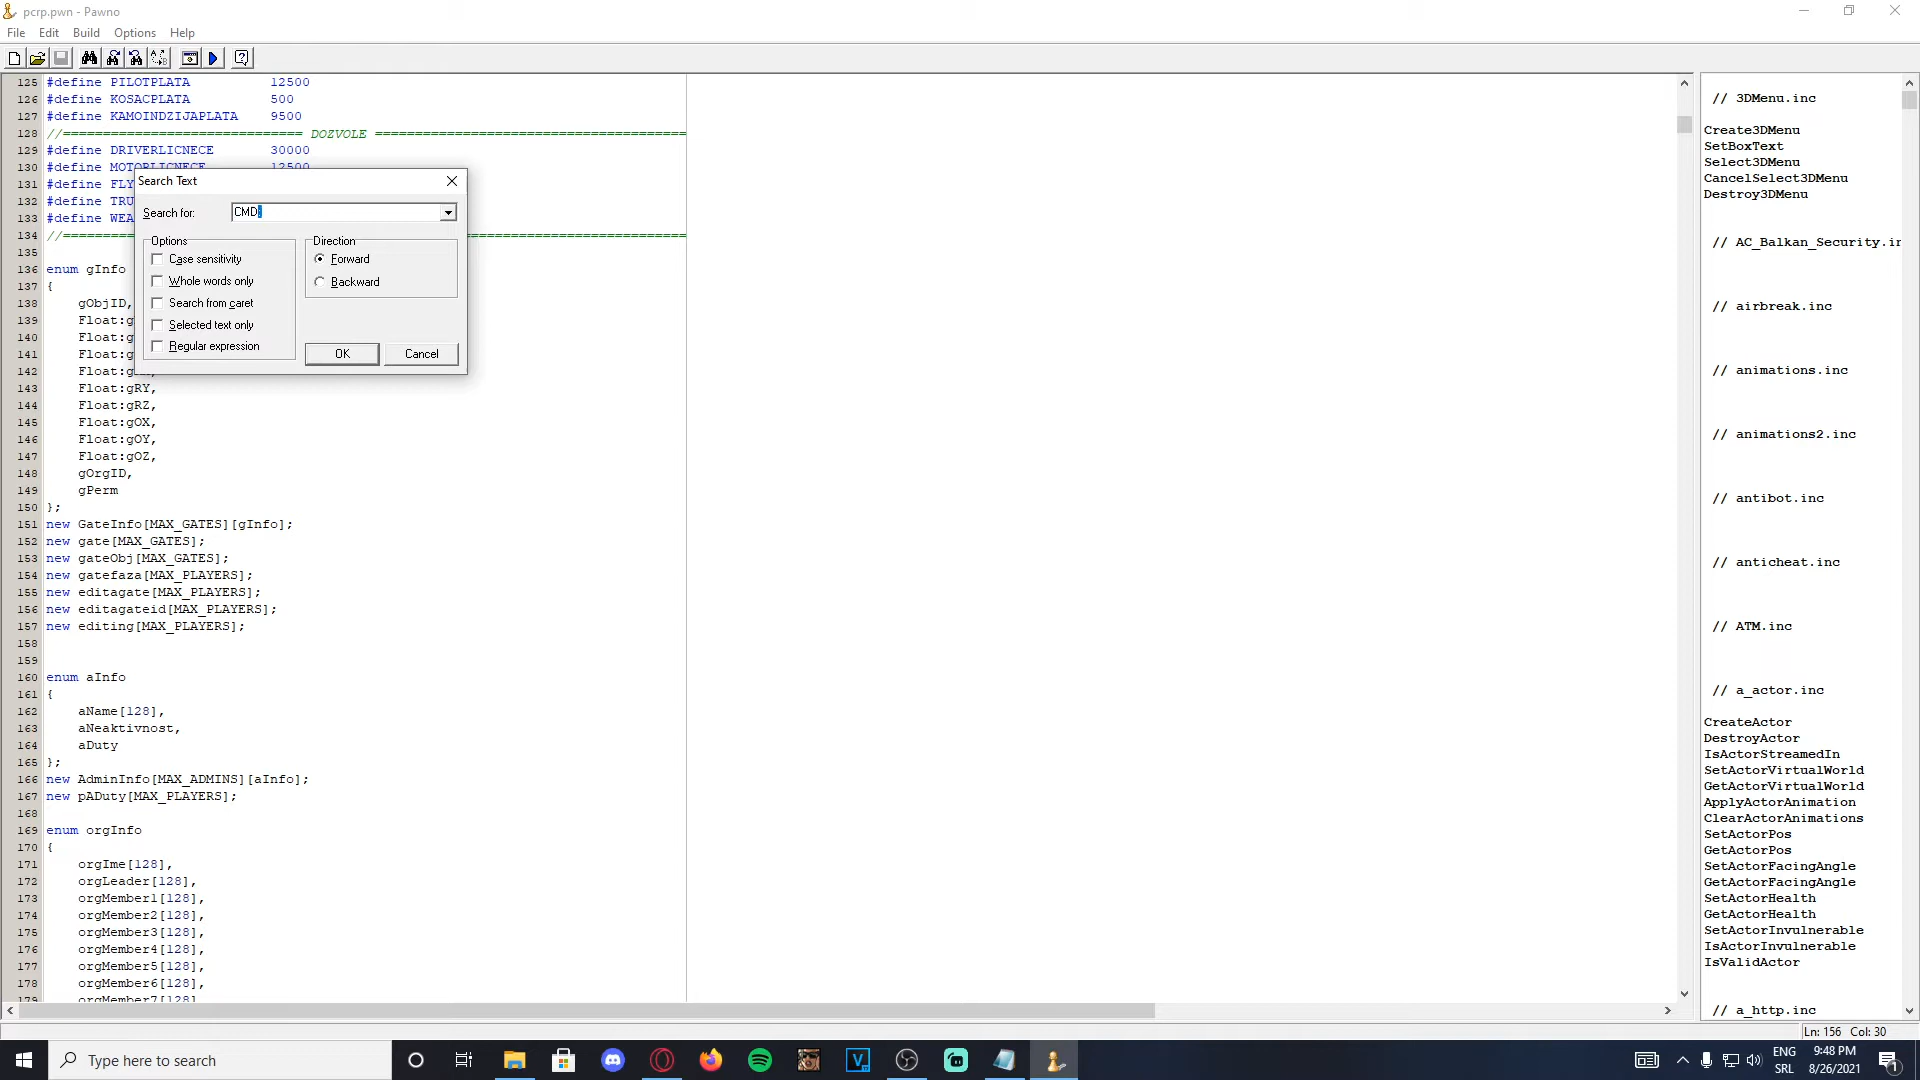 pcrp.pwn - Pawno
File Edit Build Options Help
125 #define PILOTPLATA 12500
126 #define KOSACPLATA 500
127 #define KAMOINDZIJAPLATA 9500
128 //============================== DOZVOLE =======================================
129 #define DRIVERLICNECE 30000
130 #define MOTORLICNECE 12500
131 #define FLY
132 #define TRU
133 #define WEA
134 //==
135
136 enum gInfo
137 {
138 gObjID,
139 Float:g
140 Float:g
141 Float:g
142 Float:g
143 Float:gRY,
144 Float:gRZ,
145 Float:gOX,
146 Float:gOY,
147 Float:gOZ,
148 gOrgID,
149 gPerm
150 };
151 new GateInfo[MAX_GATES][gInfo];
152 new gate[MAX_GATES];
153 new gateObj[MAX_GATES];
154 new gatefaza[MAX_PLAYERS];
155 new editagate[MAX_PLAYERS];
156 new editagateid[MAX_PLAYERS];
157 new editing[MAX_PLAYERS];
158
159
160 enum aInfo
161 {
162 aName[128],
163 aNeaktivnost,
164 aDuty
165 };
166 new AdminInfo[MAX_ADMINS][aInfo];
167 new pADuty[MAX_PLAYERS];
168
169 enum orgInfo
170 {
171 orgIme[128],
172 orgLeader[128],
173 orgMember1[128],
174 orgMember2[128],
175 orgMember3[128],
176 orgMember4[128],
177 orgMember5[128],
178 orgMember6[128],
179 orgMember7[128]
Search Text
Search for: CMD:
Options
Case sensitivity
Whole words only
Search from caret
Selected text only
Regular expression
Direction
Forward
Backward
OK Cancel
// 3DMenu.inc
Create3DMenu
SetBoxText
Select3DMenu
CancelSelect3DMenu
Destroy3DMenu
// AC_Balkan_Security.in
// airbreak.inc
// animations.inc
// animations2.inc
// antibot.inc
// anticheat.inc
// ATM.inc
// a_actor.inc
CreateActor
DestroyActor
IsActorStreamedIn
SetActorVirtualWorld
GetActorVirtualWorld
ApplyActorAnimation
ClearActorAnimations
SetActorPos
GetActorPos
SetActorFacingAngle
GetActorFacingAngle
SetActorHealth
GetActorHealth
SetActorInvulnerable
IsActorInvulnerable
IsValidActor
// a_http.inc
Ln: 156 Col: 30
Type here to search
ENG
SRL
9:48 PM
8/26/2021
1